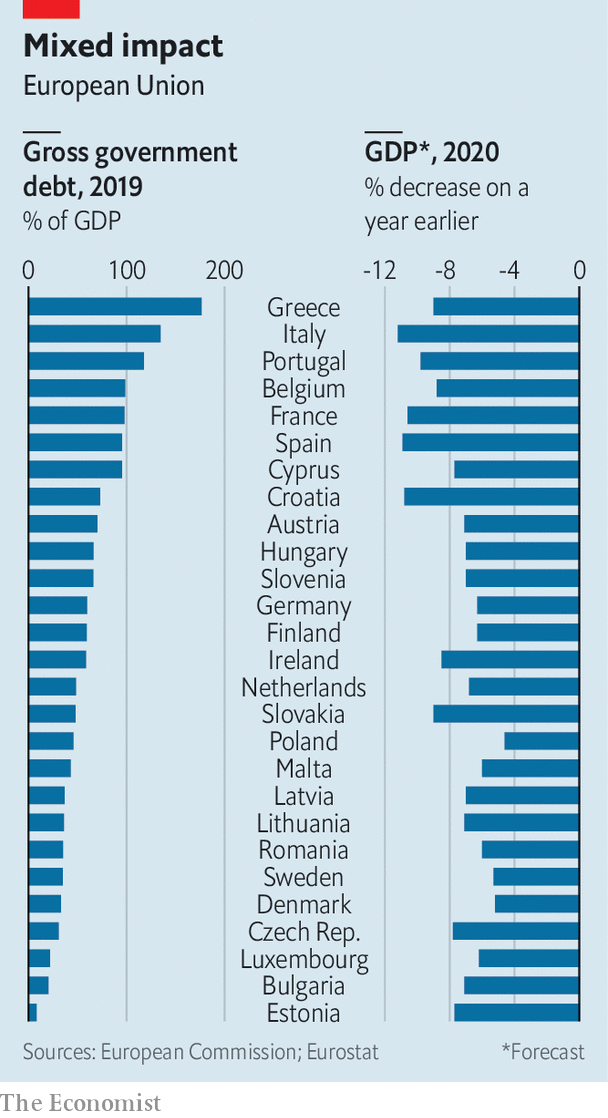 Mixed impact
European Union
Gross government
debt, 2019
% of GDP
GDP*, 2020
% decrease on a
year earlier
0 100 200
-12 -8 -4 0
Greece
Italy
Portugal
Belgium
France
Spain
Cyprus
Croatia
Austria
Hungary
Slovenia
Germany
Finland
Ireland
Netherlands
Slovakia
Poland
Malta
Latvia
Lithuania
Romania
Sweden
Denmark
Czech Rep.
Luxembourg
Bulgaria
Estonia
Sources: European Commission; Eurostat
*Forecast
The Economist